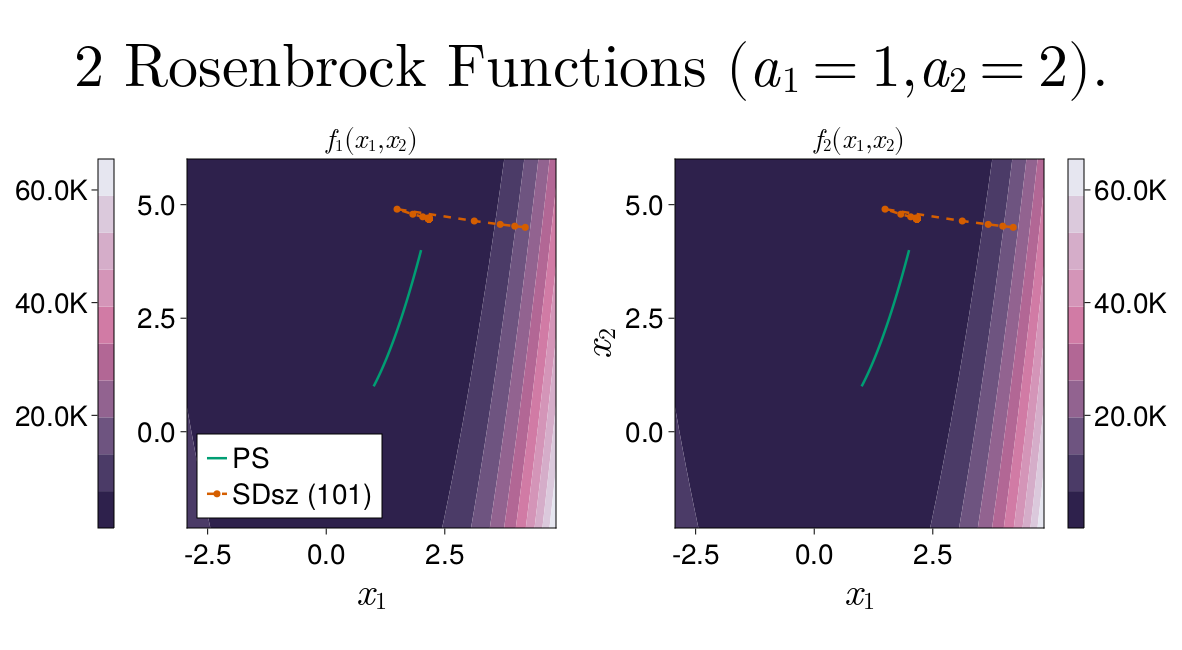 2 Rosenbrock Functions (a₁ = 1, a₂ = 2).
f₁(x₁,x₂)
f₂(x₁,x₂)
60.0K
40.0K
20.0K
5.0
2.5
0.0
PS
SDsz (101)
-2.5 0.0 2.5
x₁
x₂
5.0
2.5
0.0
-2.5 0.0 2.5
x₁
60.0K
40.0K
20.0K